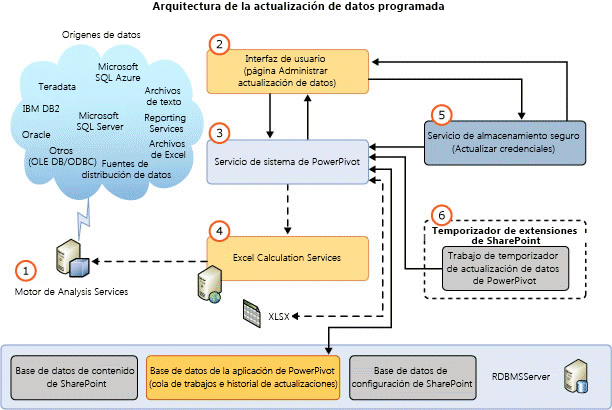 Arquitectura de la actualización de datos programada
Orígenes de datos
Microsoft
SQL Azure
Teradata
Archivos
de texto
IBM DB2
Microsoft
SQL Server
Reporting
Services
Oracle
Archivos
de Excel
Otros
(OLE DB/ODBC)
Fuentes de
distribución de datos
2
Interfaz de usuario
(página Administrar
actualización de datos)
5
Servicio de almacenamiento seguro
(Actualizar credenciales)
3
Servicio de sistema de PowerPivot
6
Temporizador de extensiones
de SharePoint
Trabajo de temporizador
de actualización de datos
de PowerPivot
4
Excel Calculation Services
1
Motor de Analysis Services
XLSX
Base de datos de contenido
de SharePoint
Base de datos de la aplicación de PowerPivot
(cola de trabajos e historial de actualizaciones)
Base de datos de
configuración de SharePoint
RDBMSServer